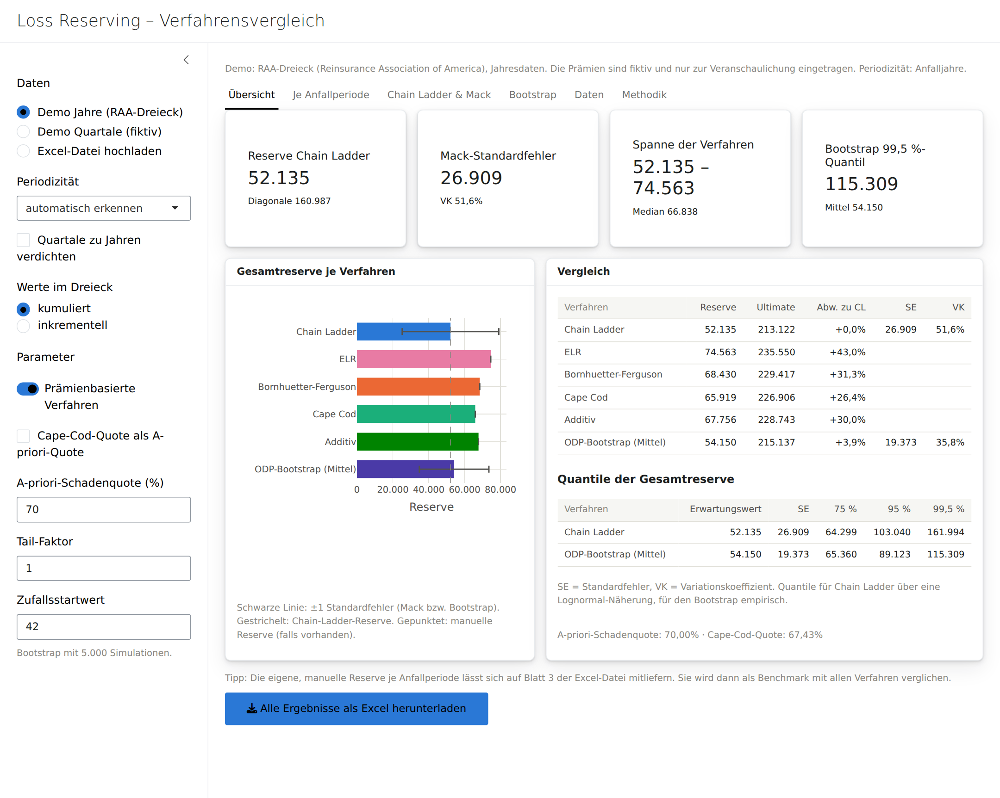 Loss Reserving – Verfahrensvergleich
Daten
Demo Jahre (RAA-Dreieck)
Demo Quartale (fiktiv)
Excel-Datei hochladen
Periodizität
automatisch erkennen
Quartale zu Jahren
verdichten
Werte im Dreieck
kumuliert
inkrementell
Parameter
Prämienbasierte
Verfahren
Cape-Cod-Quote als A-
priori-Quote
A-priori-Schadenquote (%)
70
Tail-Faktor
1
Zufallsstartwert
42
Bootstrap mit 5.000 Simulationen.
Demo: RAA-Dreieck (Reinsurance Association of America), Jahresdaten. Die Prämien sind fiktiv und nur zur Veranschaulichung eingetragen. Periodizität: Anfalljahre.
Übersicht Je Anfallperiode Chain Ladder & Mack Bootstrap Daten Methodik
Reserve Chain Ladder
52.135
Diagonale 160.987
Mack-Standardfehler
26.909
VK 51,6%
Spanne der Verfahren
52.135 –
74.563
Median 66.838
Bootstrap 99,5 %-
Quantil
115.309
Mittel 54.150
Gesamtreserve je Verfahren
Chain Ladder
ELR
Bornhuetter-Ferguson
Cape Cod
Additiv
ODP-Bootstrap (Mittel)
0 20.000 40.000 60.000 80.000
Reserve
Schwarze Linie: ±1 Standardfehler (Mack bzw. Bootstrap).
Gestrichelt: Chain-Ladder-Reserve. Gepunktet: manuelle
Reserve (falls vorhanden).
Vergleich
Verfahren Reserve Ultimate Abw. zu CL SE VK
Chain Ladder 52.135 213.122 +0,0% 26.909 51,6%
ELR 74.563 235.550 +43,0%
Bornhuetter-Ferguson 68.430 229.417 +31,3%
Cape Cod 65.919 226.906 +26,4%
Additiv 67.756 228.743 +30,0%
ODP-Bootstrap (Mittel) 54.150 215.137 +3,9% 19.373 35,8%
Quantile der Gesamtreserve
Verfahren Erwartungswert SE 75 % 95 % 99,5 %
Chain Ladder 52.135 26.909 64.299 103.040 161.994
ODP-Bootstrap (Mittel) 54.150 19.373 65.360 89.123 115.309
SE = Standardfehler, VK = Variationskoeffizient. Quantile für Chain Ladder über eine
Lognormal-Näherung, für den Bootstrap empirisch.
A-priori-Schadenquote: 70,00% · Cape-Cod-Quote: 67,43%
Tipp: Die eigene, manuelle Reserve je Anfallperiode lässt sich auf Blatt 3 der Excel-Datei mitliefern. Sie wird dann als Benchmark mit allen Verfahren verglichen.
Alle Ergebnisse als Excel herunterladen